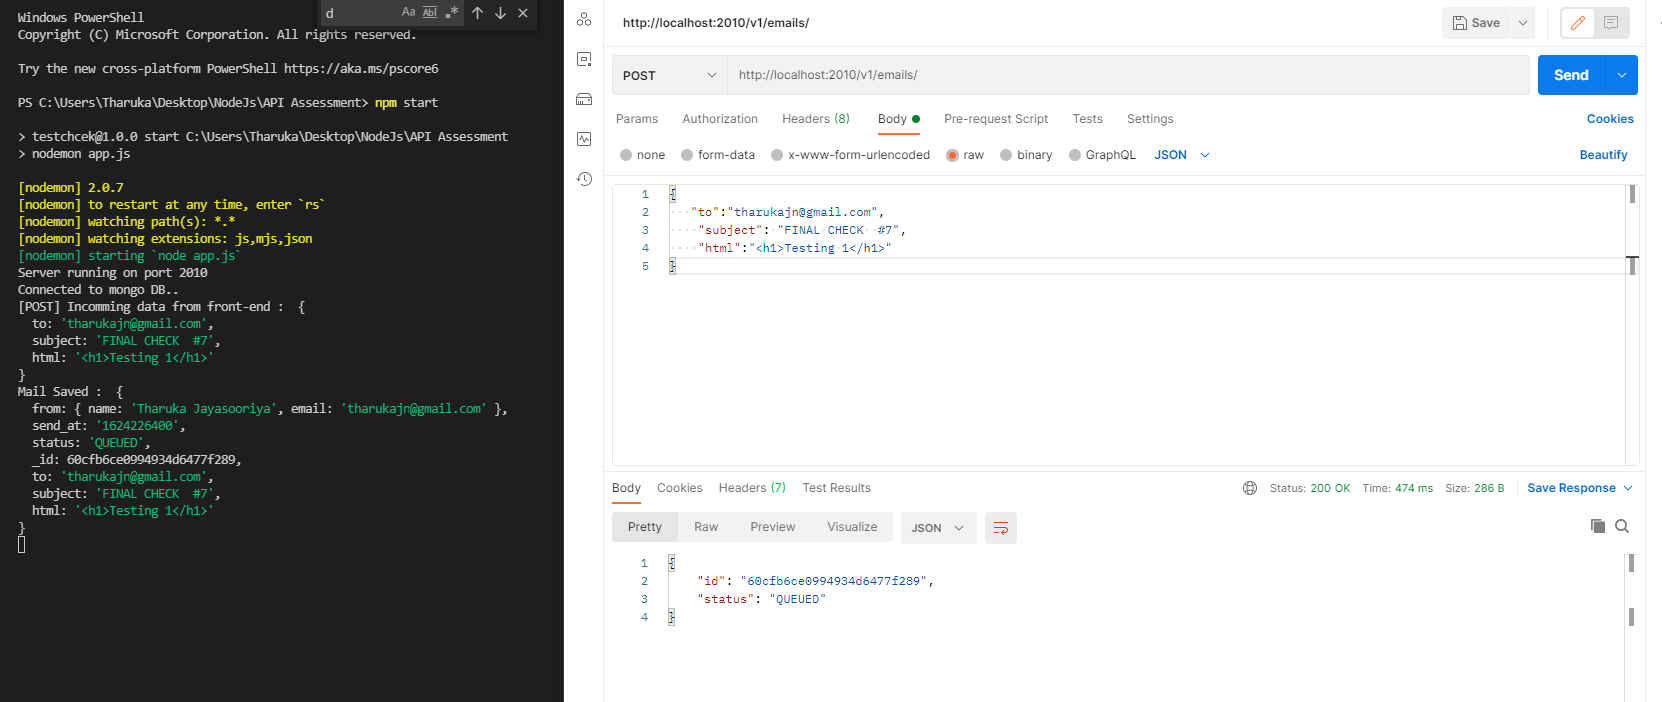 Windows PowerShell
Copyright (C) Microsoft Corporation. All rights reserved.
Try the new cross-platform PowerShell https://aka.ms/pscore6
PS C:\Users\Tharuka\Desktop\NodeJs\API Assessment> npm start
> testchcek@1.0.0 start C:\Users\Tharuka\Desktop\NodeJs\API Assessment
> nodemon app.js
[nodemon] 2.0.7
[nodemon] to restart at any time, enter `rs`
[nodemon] watching path(s): *.*
[nodemon] watching extensions: js,mjs,json
[nodemon] starting `node app.js`
Server running on port 2010
Connected to mongo DB..
[POST] Incomming data from front-end :  {
  to: 'tharukajn@gmail.com',
  subject: 'FINAL CHECK  #7',
  html: '<h1>Testing 1</h1>'
}
Mail Saved :  {
  from: { name: 'Tharuka Jayasooriya', email: 'tharukajn@gmail.com' },
  send_at: '1624226400',
  status: 'QUEUED',
  _id: 60cfb6ce0994934d6477f289,
  to: 'tharukajn@gmail.com',
  subject: 'FINAL CHECK  #7',
  html: '<h1>Testing 1</h1>'
}
d Aa Abl .*
http://localhost:2010/v1/emails/ Save
POST http://localhost:2010/v1/emails/ Send
Params Authorization Headers (8) Body Pre-request Script Tests Settings Cookies
none form-data x-www-form-urlencoded raw binary GraphQL JSON Beautify
1 {
2 "to":"tharukajn@gmail.com",
3 "subject": "FINAL CHECK  #7",
4 "html":"<h1>Testing 1</h1>"
5 }
Body Cookies Headers (7) Test Results Status: 200 OK Time: 474 ms Size: 286 B Save Response
Pretty Raw Preview Visualize JSON
1 {
2 "id": "60cfb6ce0994934d6477f289",
3 "status": "QUEUED"
4 }